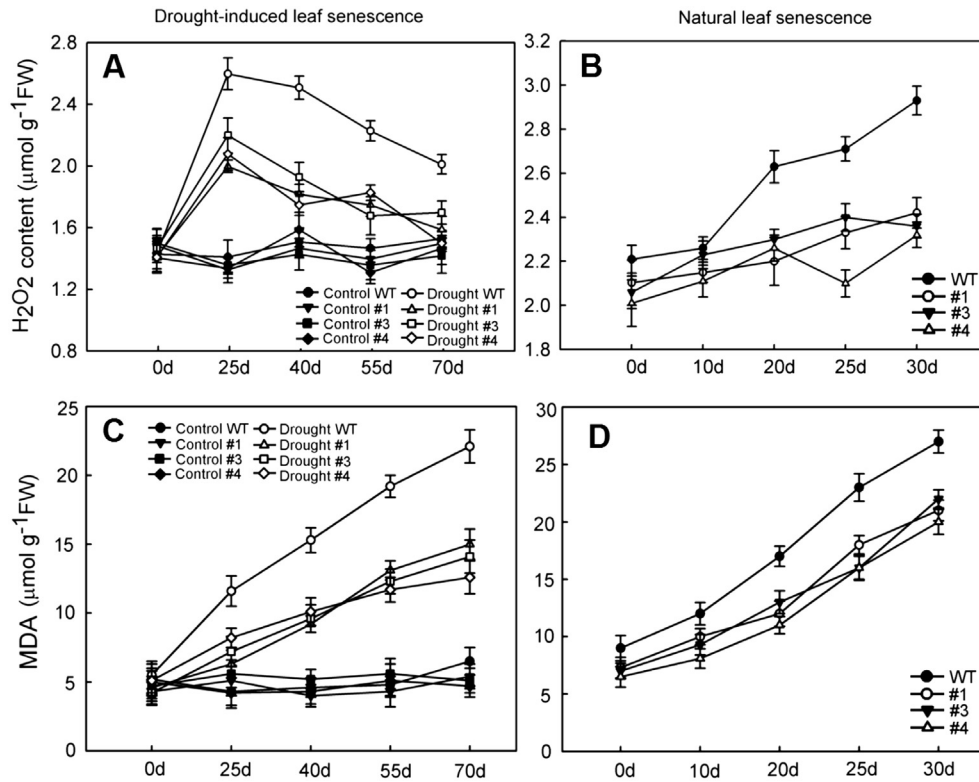 Drought-induced leaf senescence
Natural leaf senescence
A
H₂O₂ content (μmol g⁻¹FW)
2.8
2.4
2.0
1.6
1.2
0.8
Control WT
Control #1
Control #3
Control #4
Drought WT
Drought #1
Drought #3
Drought #4
0d 25d 40d 55d 70d
B
3.2
3.0
2.8
2.6
2.4
2.2
2.0
1.8
WT
#1
#3
#4
0d 10d 20d 25d 30d
C
MDA (μmol g⁻¹FW)
25
20
15
10
5
0
Control WT
Control #1
Control #3
Control #4
Drought WT
Drought #1
Drought #3
Drought #4
0d 25d 40d 55d 70d
D
30
25
20
15
10
5
0
WT
#1
#3
#4
0d 10d 20d 25d 30d